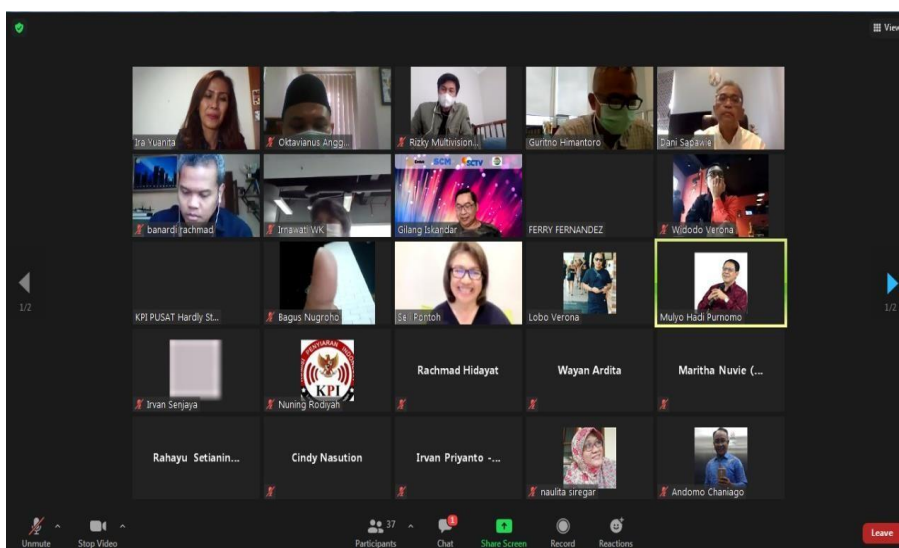 View
Ira Yuanita
Oktavianus Angg...
Rizky Multivision...
Guritno Himantoro
Dani Sapawie
SCM SCTV
banardi rachmad
Irnawati WK
Gilang Iskandar
FERRY FERNANDEZ
Widodo Verona
1/2
KPI PUSAT Hardly St...
Bagus Nugroho
Seli Pontoh
Lobo Verona
Mulyo Hadi Purnomo
1/2
KPI
Irvan Senjaya
Nuning Rodiyah
Rachmad Hidayat
Wayan Ardita
Maritha Nuvie (...
Rahayu Setianin...
Cindy Nasution
Irvan Priyanto -...
naulita siregar
Andomo Chaniago
Unmute
Stop Video
37
Participants
1
Chat
Share Screen
Record
Reactions
Leave